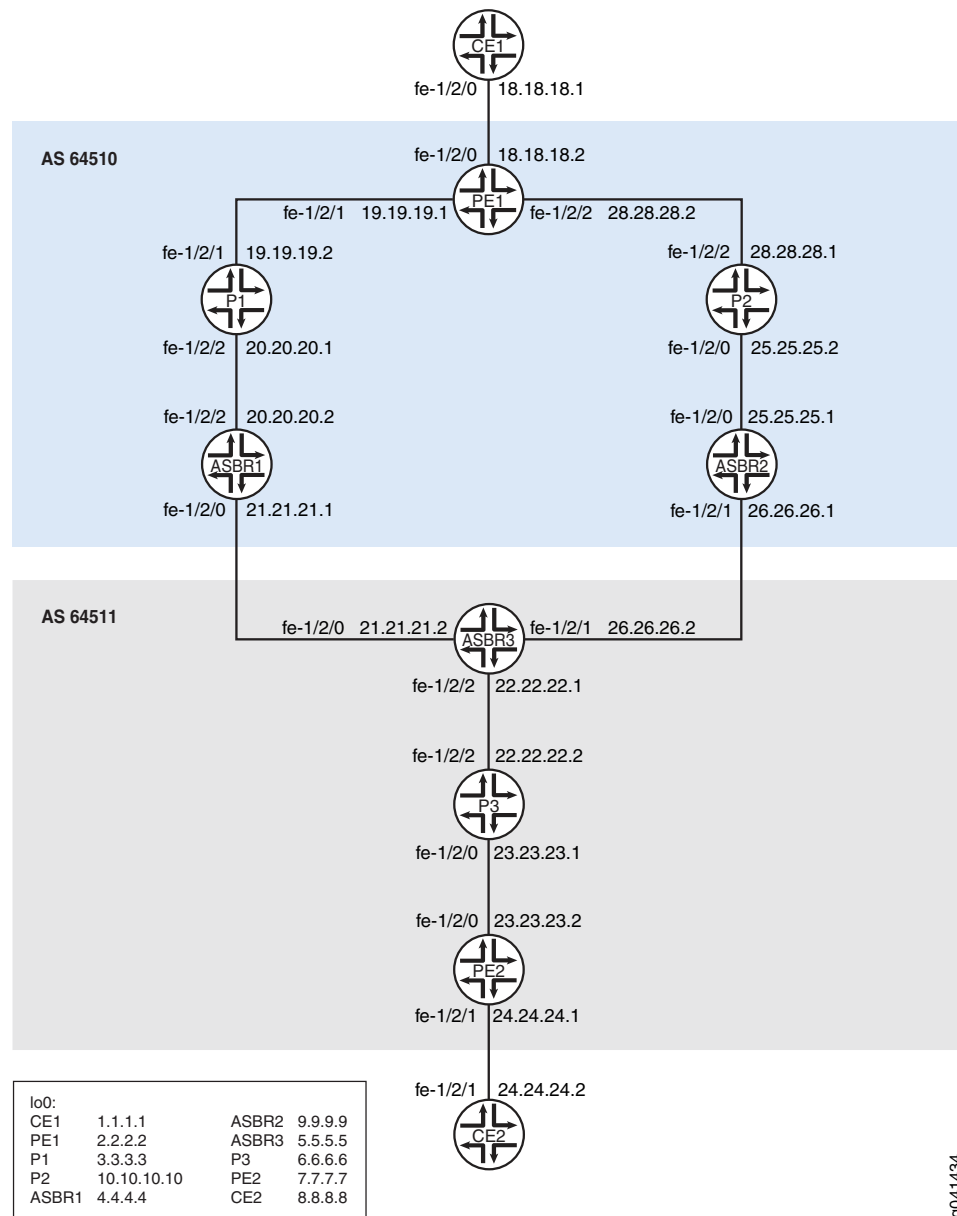 CE1
fe-1/2/0 18.18.18.1
AS 64510
fe-1/2/0 18.18.18.2
PE1
fe-1/2/1 19.19.19.1
fe-1/2/2 28.28.28.2
fe-1/2/1 19.19.19.2
fe-1/2/2 28.28.28.1
P1
P2
fe-1/2/2 20.20.20.1
fe-1/2/0 25.25.25.2
fe-1/2/2 20.20.20.2
fe-1/2/0 25.25.25.1
ASBR1
ASBR2
fe-1/2/0 21.21.21.1
fe-1/2/1 26.26.26.1
AS 64511
fe-1/2/0 21.21.21.2
ASBR3
fe-1/2/1 26.26.26.2
fe-1/2/2 22.22.22.1
fe-1/2/2 22.22.22.2
P3
fe-1/2/0 23.23.23.1
fe-1/2/0 23.23.23.2
PE2
fe-1/2/1 24.24.24.1
fe-1/2/1 24.24.24.2
CE2
lo0:
CE1 1.1.1.1 ASBR2 9.9.9.9
PE1 2.2.2.2 ASBR3 5.5.5.5
P1 3.3.3.3 P3 6.6.6.6
P2 10.10.10.10 PE2 7.7.7.7
ASBR1 4.4.4.4 CE2 8.8.8.8
g041434